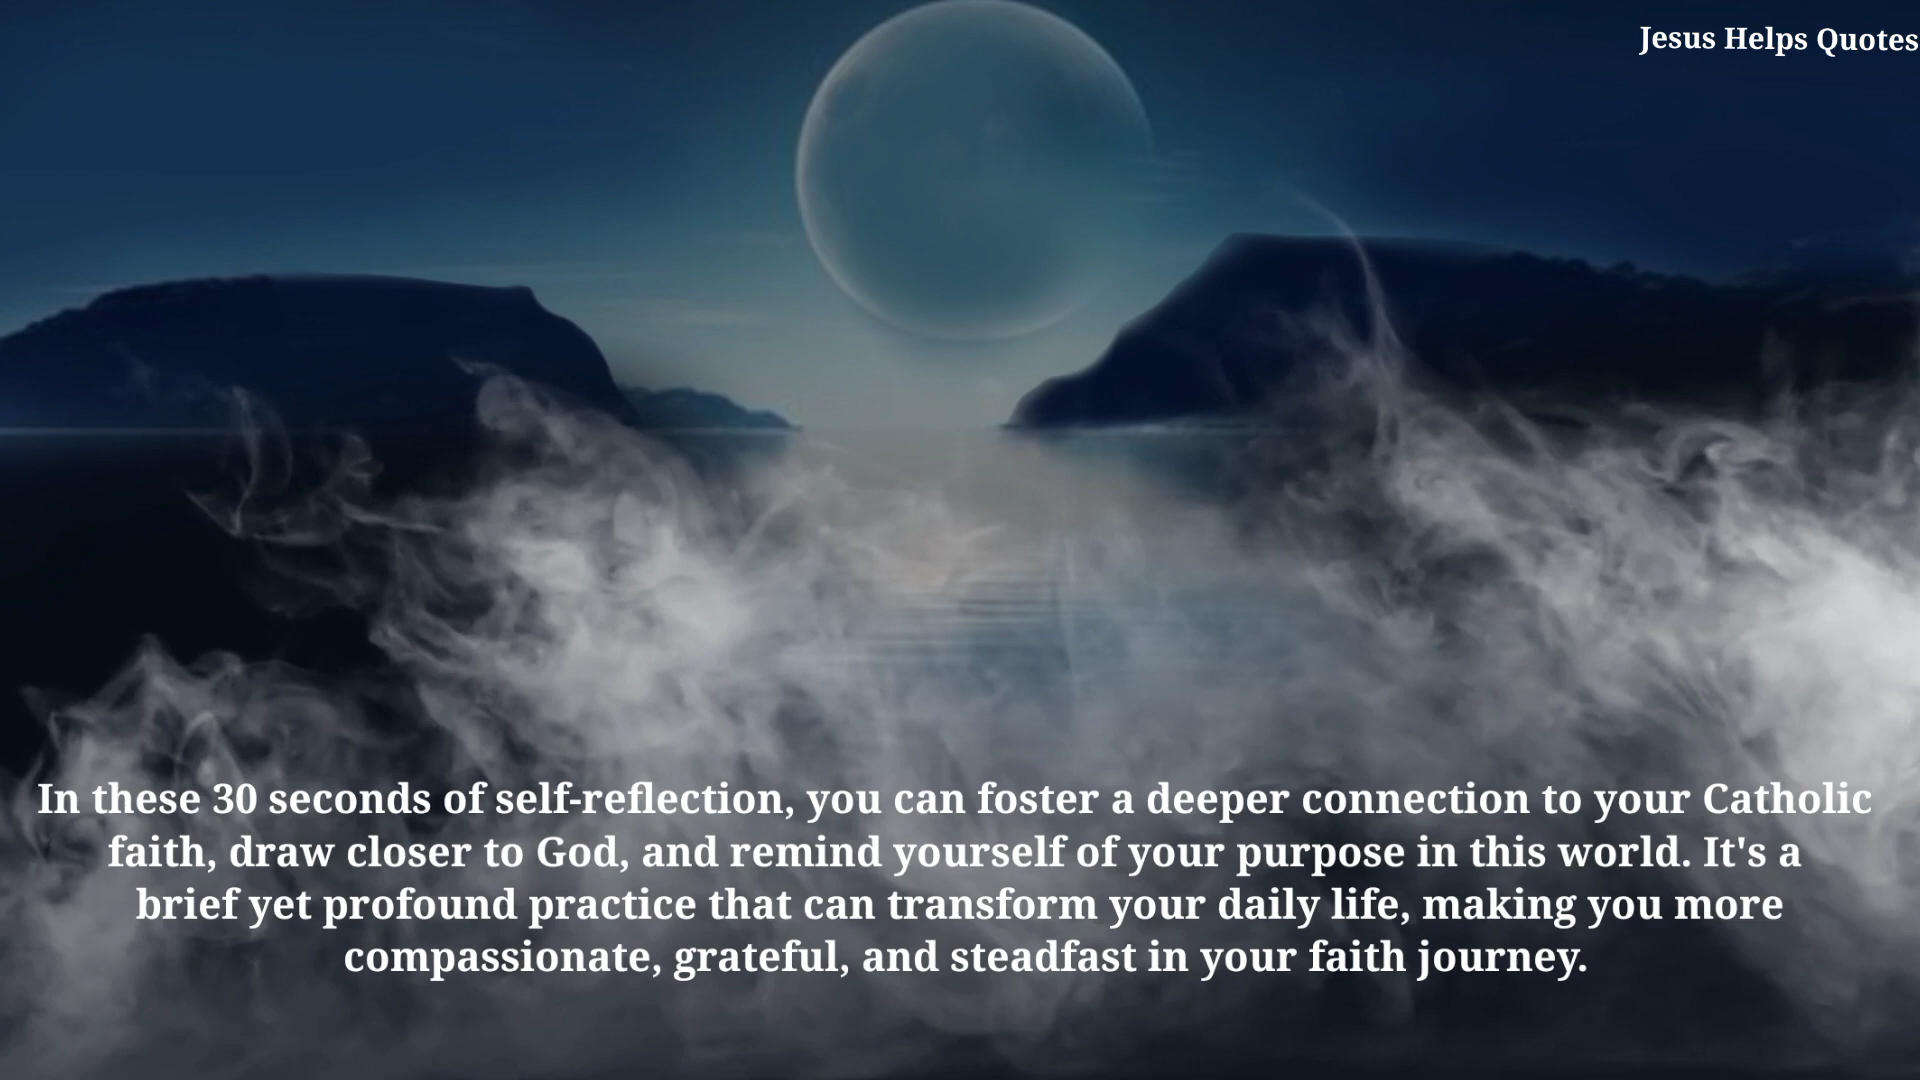 Jesus Helps Quotes
In these 30 seconds of self-reflection, you can foster a deeper connection to your Catholic
faith, draw closer to God, and remind yourself of your purpose in this world. It's a
brief yet profound practice that can transform your daily life, making you more
compassionate, grateful, and steadfast in your faith journey.